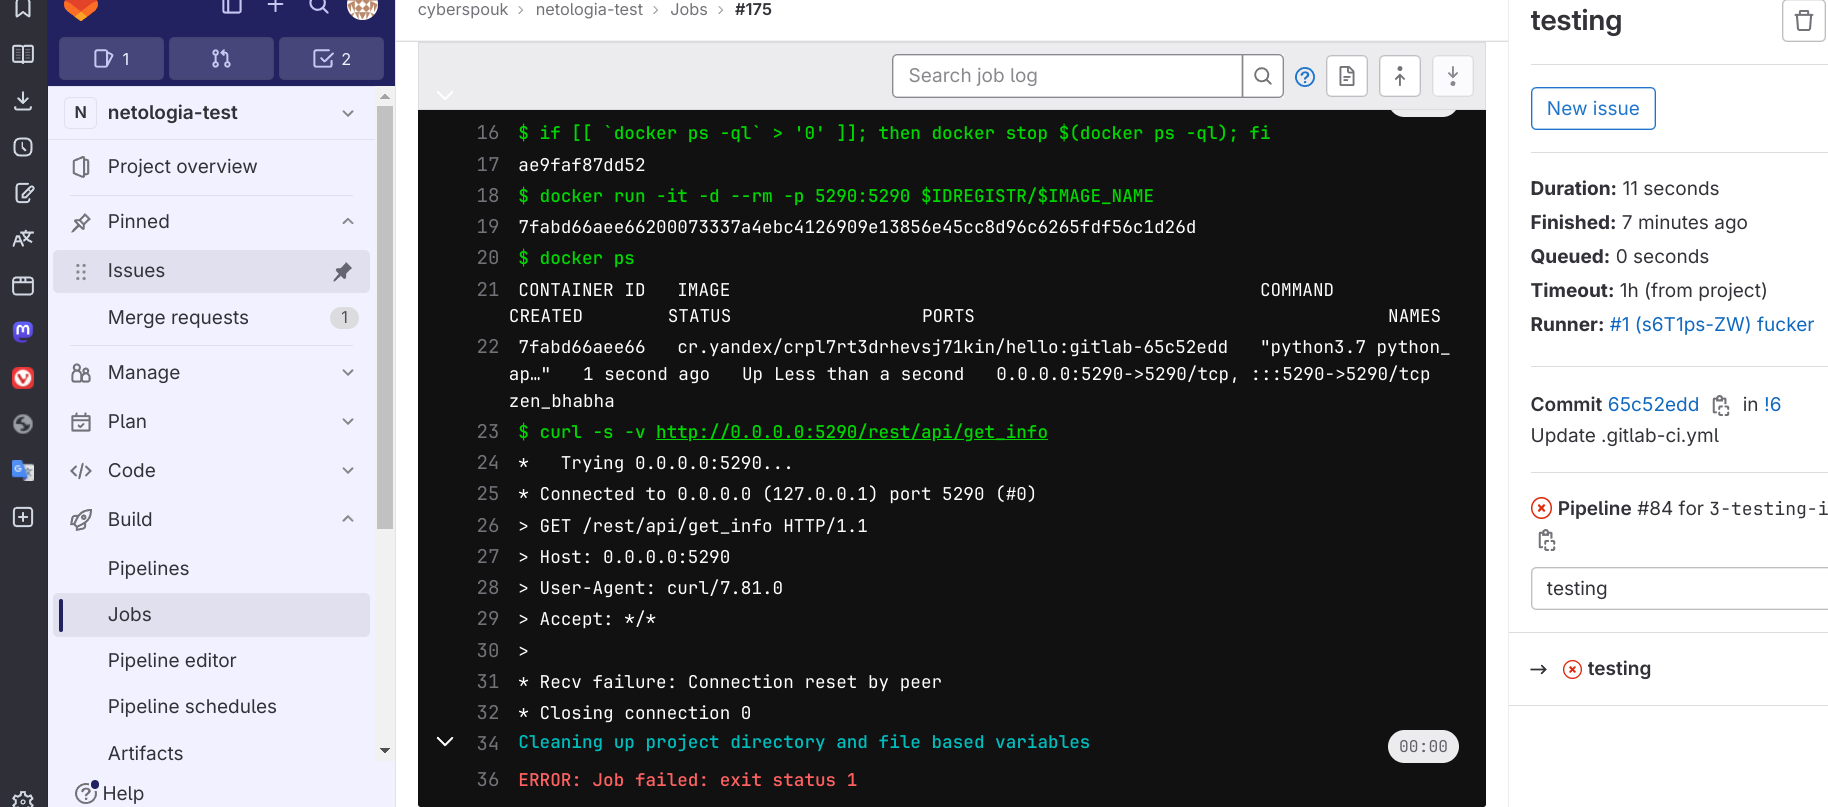 cyberspouk › netologia-test › Jobs › #175
1
2
N netologia-test
Project overview
Pinned
Issues
Merge requests 1
Manage
Plan
Code
Build
Pipelines
Jobs
Pipeline editor
Pipeline schedules
Artifacts
Help
Search job log
16 $ if [[ `docker ps -ql` > '0' ]]; then docker stop $(docker ps -ql); fi
17 ae9faf87dd52
18 $ docker run -it -d --rm -p 5290:5290 $IDREGISTR/$IMAGE_NAME
19 7fabd66aee66200073337a4ebc4126909e13856e45cc8d96c6265fdf56c1d26d
20 $ docker ps
21 CONTAINER ID IMAGE COMMAND
CREATED STATUS PORTS NAMES
22 7fabd66aee66 cr.yandex/crpl7rt3drhevsj71kin/hello:gitlab-65c52edd "python3.7 python_
ap…" 1 second ago Up Less than a second 0.0.0.0:5290->5290/tcp, :::5290->5290/tcp
zen_bhabha
23 $ curl -s -v http://0.0.0.0:5290/rest/api/get_info
24 * Trying 0.0.0.0:5290...
25 * Connected to 0.0.0.0 (127.0.0.1) port 5290 (#0)
26 > GET /rest/api/get_info HTTP/1.1
27 > Host: 0.0.0.0:5290
28 > User-Agent: curl/7.81.0
29 > Accept: */*
30 >
31 * Recv failure: Connection reset by peer
32 * Closing connection 0
34 Cleaning up project directory and file based variables 00:00
36 ERROR: Job failed: exit status 1
testing
New issue
Duration: 11 seconds
Finished: 7 minutes ago
Queued: 0 seconds
Timeout: 1h (from project)
Runner: #1 (s6T1ps-ZW) fucker
Commit 65c52edd in !6
Update .gitlab-ci.yml
Pipeline #84 for 3-testing-i
testing
→ testing